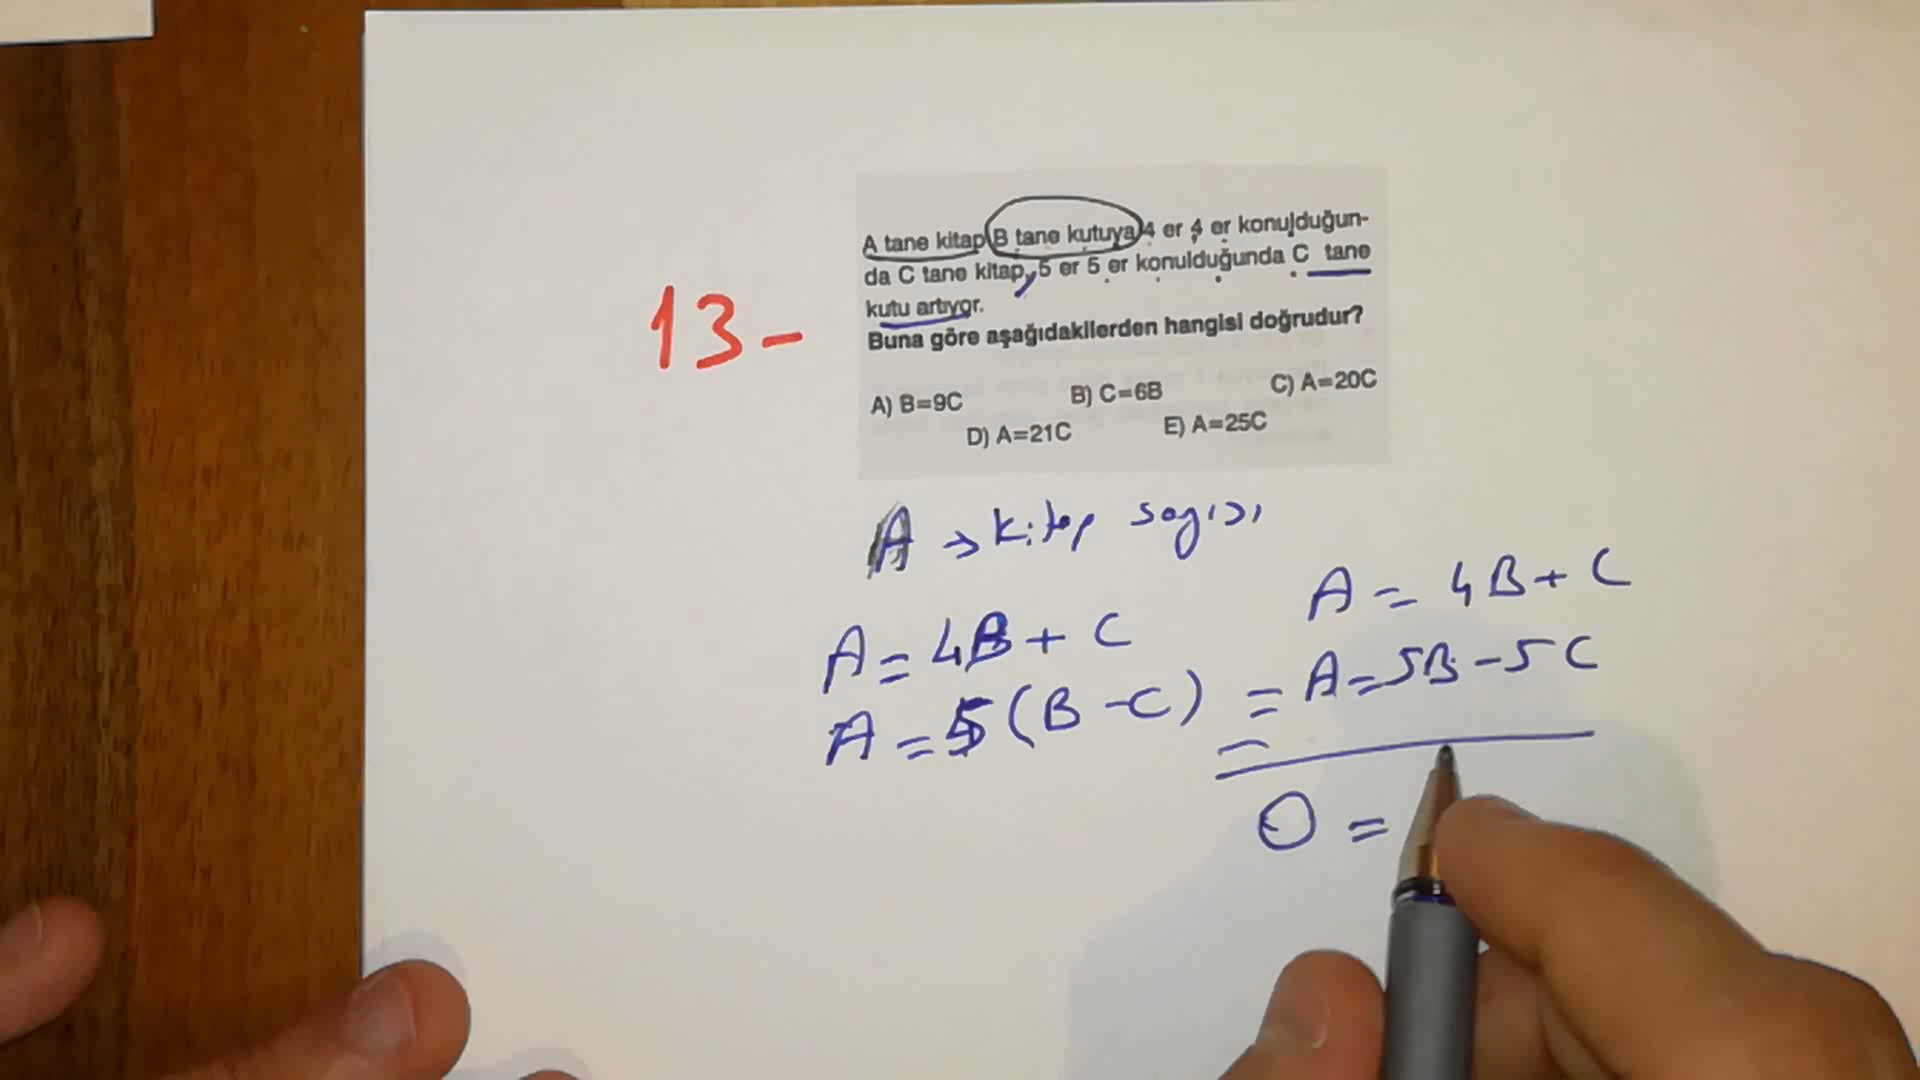 13-
A tane kitap B tane kutuya 4 er 4 er konulduğun-
da C tane kitap, 5 er 5 er konulduğunda C tane
kutu artıyor.
Buna göre aşağıdakilerden hangisi doğrudur?
A) B=9C B) C=6B C) A=20C
D) A=21C E) A=25C
A → kitap sayısı
A = 4B + C
A = 5(B - C)
A = 4B + C
= A = 5B - 5C
-
0 =